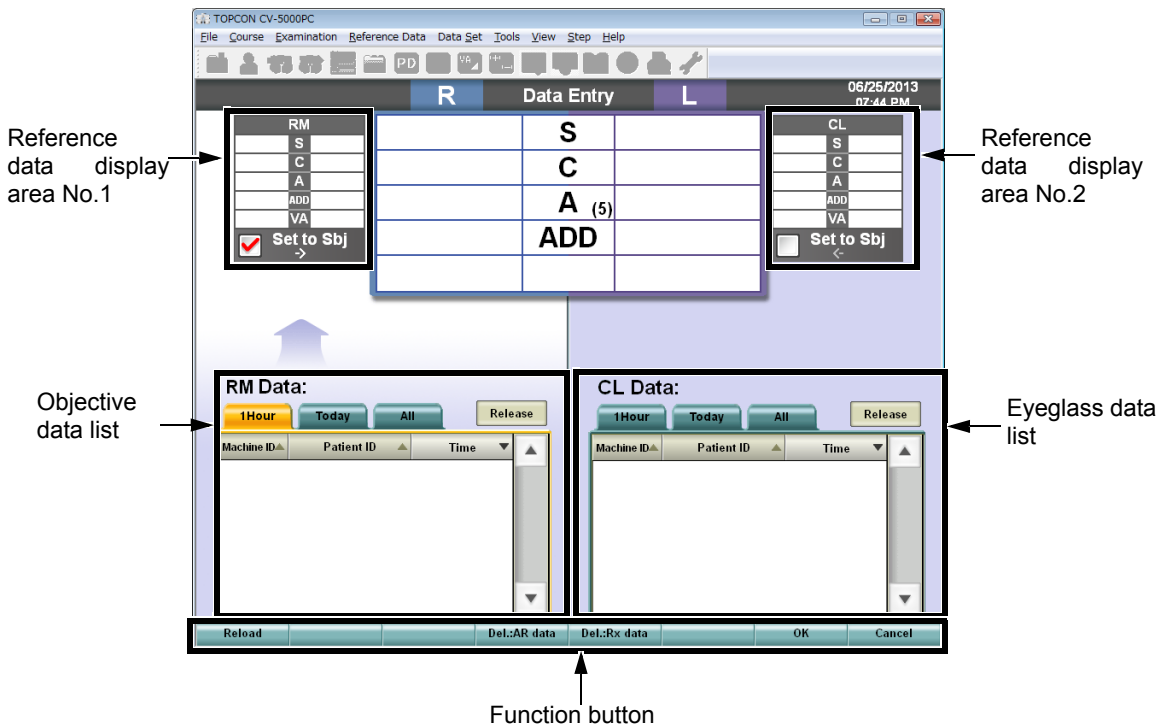 TOPCON CV-5000PC
File Course Examination Reference Data Data Set Tools View Step Help
PD VA
R Data Entry L 06/25/2013
07:44 PM
Reference
data display
area No.1
RM
S
C
A
ADD
VA
Set to Sbj
->
S
C
A (5)
ADD
CL
S
C
A
ADD
VA
Set to Sbj
<-
Reference
data display
area No.2
Objective
data list
RM Data:
1Hour Today All Release
Machine ID Patient ID Time
CL Data:
1Hour Today All Release
Machine ID Patient ID Time
Eyeglass data
list
Reload Del.:AR data Del.:Rx data OK Cancel
Function button